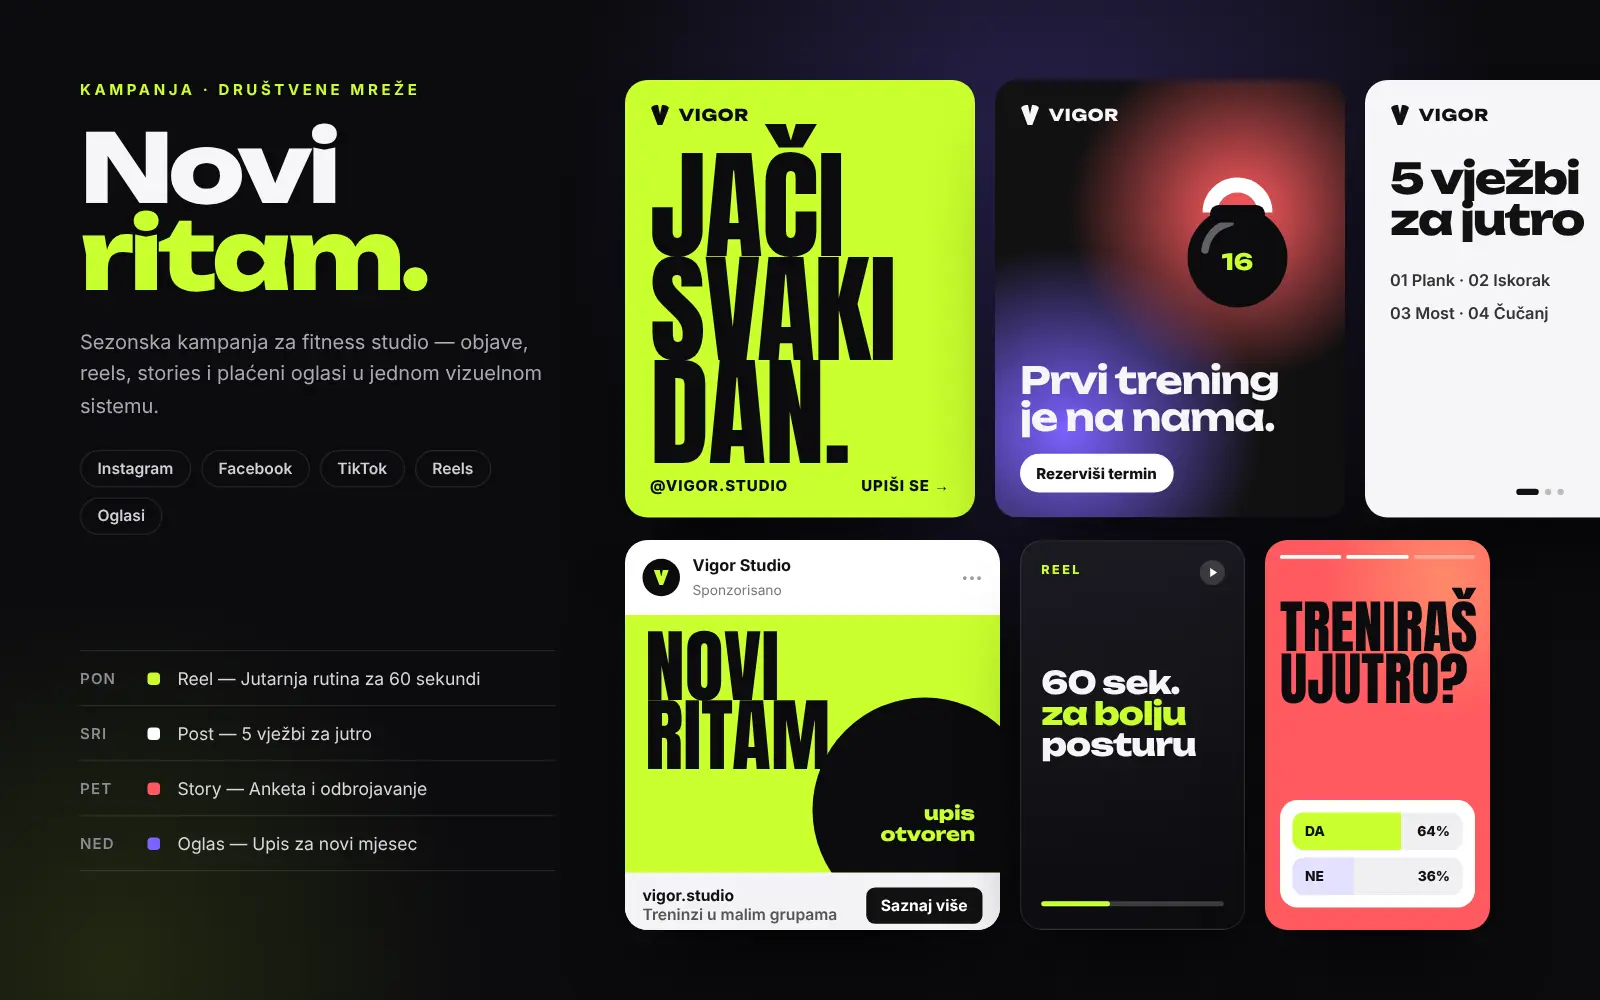 KAMPANJA · DRUŠTVENE MREŽE
Novi
ritam.
Sezonska kampanja za fitness studio — objave,
reels, stories i plaćeni oglasi u jednom vizuelnom
sistemu.
Instagram
Facebook
TikTok
Reels
Oglasi
PON Reel — Jutarnja rutina za 60 sekundi
SRI Post — 5 vježbi za jutro
PET Story — Anketa i odbrojavanje
NED Oglas — Upis za novi mjesec
VIGOR
JAČI
SVAKI
DAN.
@VIGOR.STUDIO UPIŠI SE →
VIGOR
16
Prvi trening
je na nama.
Rezerviši termin
VIGOR
5 vježbi
za jutro
01 Plank · 02 Iskorak
03 Most · 04 Čučanj
V
Vigor Studio
Sponzorisano
NOVI
RITAM
upis
otvoren
vigor.studio
Treninzi u malim grupama
Saznaj više
REEL
60 sek.
za bolju
posturu
TRENIRAŠ
UJUTRO?
DA 64%
NE 36%